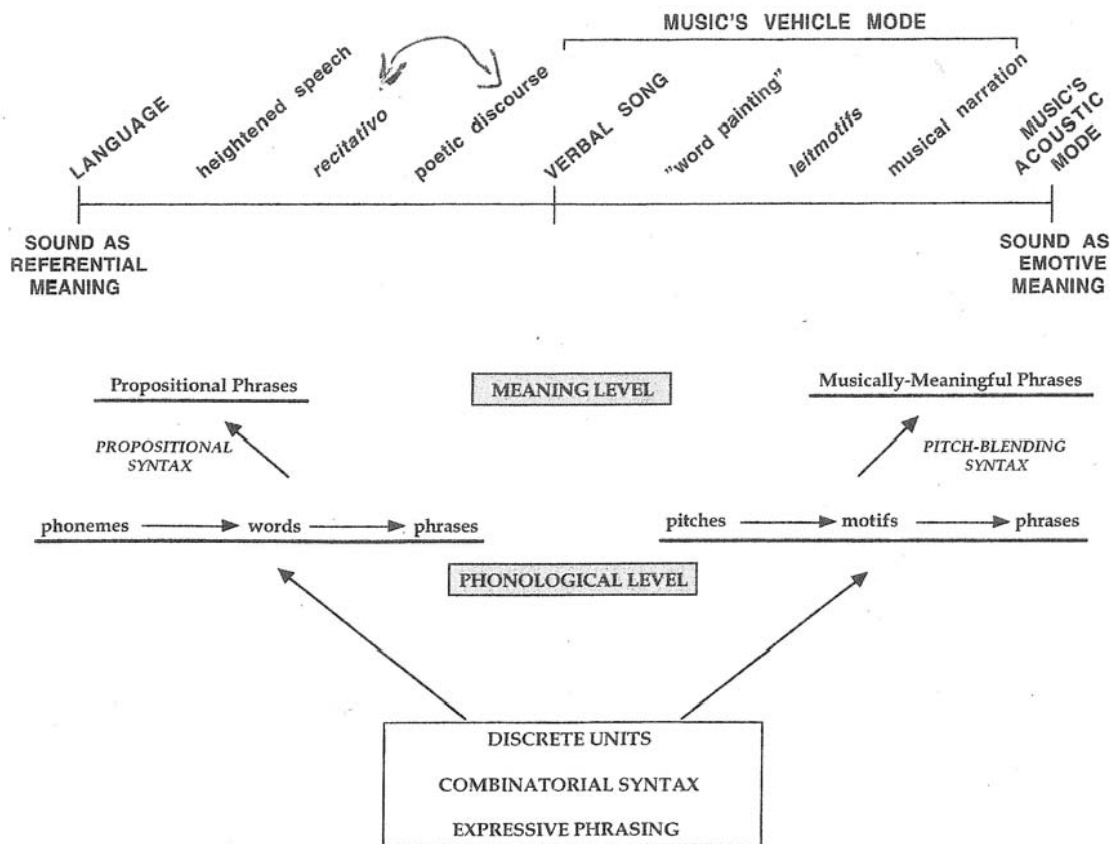 MUSIC'S VEHICLE MODE
LANGUAGE
heightened speech
recitativo
poetic discourse
VERBAL SONG
"word painting"
leitmotifs
musical narration
MUSIC'S
ACOUSTIC
MODE
SOUND AS
REFERENTIAL
MEANING
SOUND AS
EMOTIVE
MEANING
Propositional Phrases
MEANING LEVEL
Musically-Meaningful Phrases
PROPOSITIONAL
SYNTAX
PITCH-BLENDING
SYNTAX
phonemes words phrases
pitches motifs phrases
PHONOLOGICAL LEVEL
DISCRETE UNITS
COMBINATORIAL SYNTAX
EXPRESSIVE PHRASING